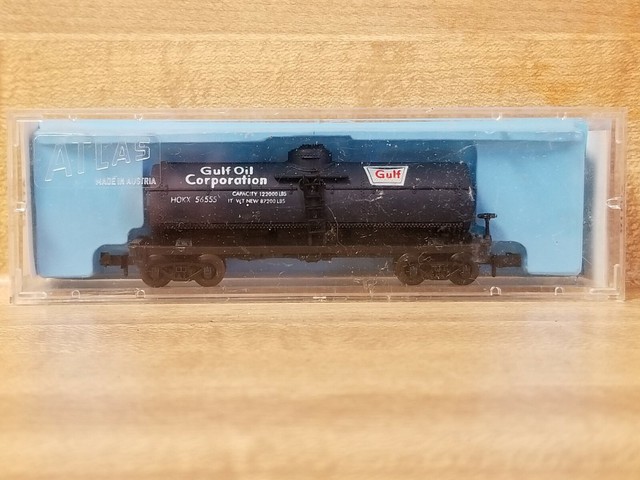 ATLAS
MADE IN AUSTRIA
Gulf Oil
Corporation
Gulf
CAPACITY 122000 LBS
HOKX 56555
LT WT NEW 87200 LBS